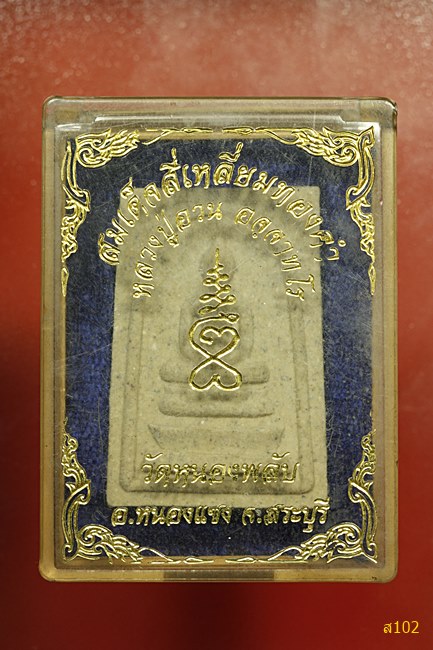 สมเด็จสี่เหลี่ยมทองคำ
หลวงปู่อวน อคฺคาทโร
วัดหนองพลับ
อ.หนองแซง จ.สระบุรี
ส102